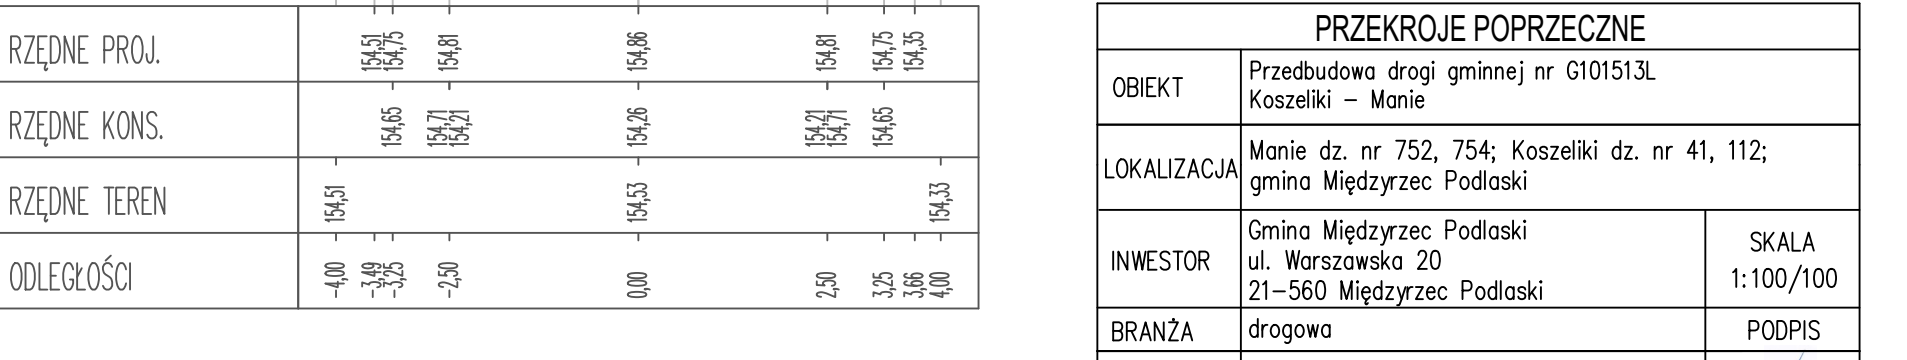 RZĘDNE PROJ. 154,51 154,75 154,81 154,86 154,81 154,75 154,35
RZĘDNE KONS. 154,65 154,71 154,21 154,26 154,21 154,71 154,65
RZĘDNE TEREN 154,51 154,53 154,33
ODLEGŁOŚCI -4,00 -3,49 -3,25 -2,50 0,00 2,50 3,25 3,66 4,00
PRZEKROJE POPRZECZNE
OBIEKT
Przedbudowa drogi gminnej nr G101513L
Koszeliki – Manie
LOKALIZACJA
Manie dz. nr 752, 754; Koszeliki dz. nr 41, 112;
gmina Międzyrzec Podlaski
INWESTOR
Gmina Międzyrzec Podlaski
ul. Warszawska 20
21–560 Międzyrzec Podlaski
SKALA
1:100/100
BRANŻA
drogowa
PODPIS